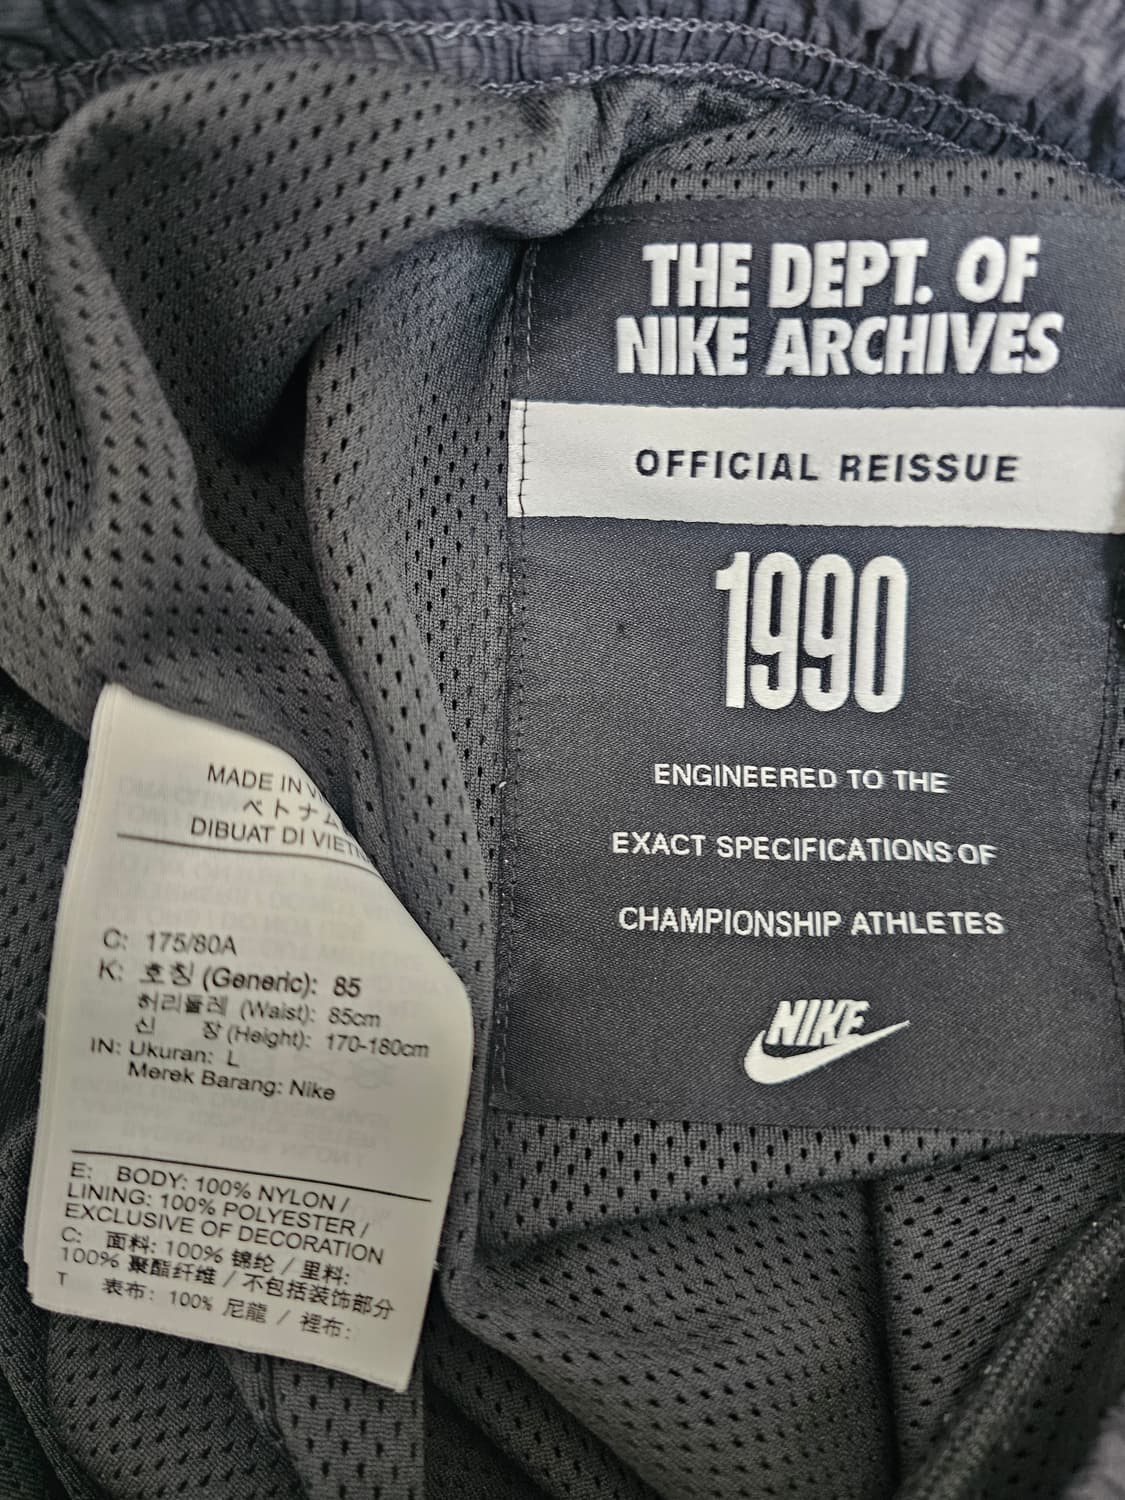 THE DEPT. OF
NIKE ARCHIVES
OFFICIAL REISSUE
1990
ENGINEERED TO THE
EXACT SPECIFICATIONS OF
CHAMPIONSHIP ATHLETES
NIKE
MADE IN
ベトナム
DIBUAT DI
C: 175/80A
K: 호칭 (Generic): 85
허리둘레 (Waist): 85cm
신 장 (Height): 170-180cm
IN: Ukuran: L
Merek Barang: Nike
E: BODY: 100% NYLON /
LINING: 100% POLYESTER /
EXCLUSIVE OF DECORATION
C: 面料: 100% 锦纶 / 里料:
100% 聚酯纤维 / 不包括装饰部分
T 表布: 100% 尼龍 / 裡布: